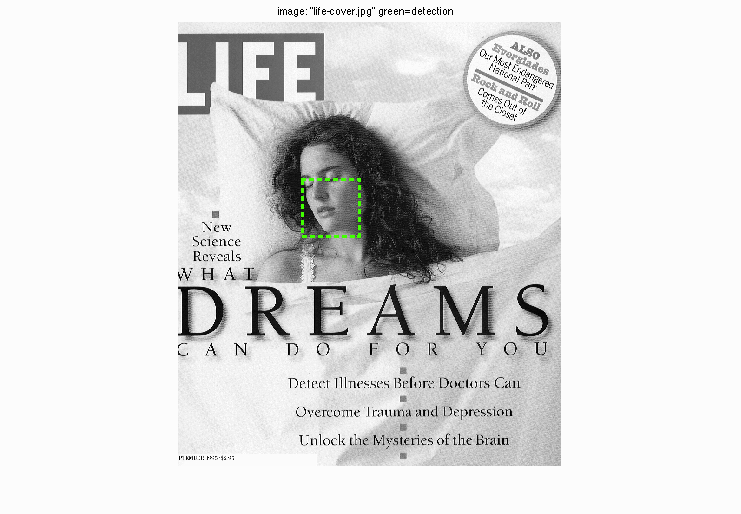 image: "life-cover.jpg" green=detection
LIFE
ALSO
Everglades
Our Most Endangered
National Park
Rock and Roll
Comes Out of
the Closet
New
Science
Reveals
WHAT
DREAMS
CAN DO FOR YOU
Detect Illnesses Before Doctors Can
Overcome Trauma and Depression
Unlock the Mysteries of the Brain